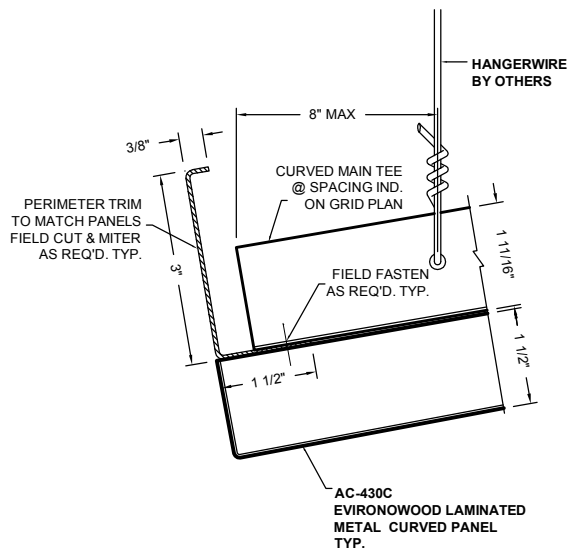 HANGERWIRE
BY OTHERS
8" MAX
3/8"
CURVED MAIN TEE
@ SPACING IND.
ON GRID PLAN
PERIMETER TRIM
TO MATCH PANELS
FIELD CUT & MITER
AS REQ'D. TYP.
1 11/16"
3"
FIELD FASTEN
AS REQ'D. TYP.
1 1/2"
1 1/2"
AC-430C
EVIRONOWOOD LAMINATED
METAL CURVED PANEL
TYP.